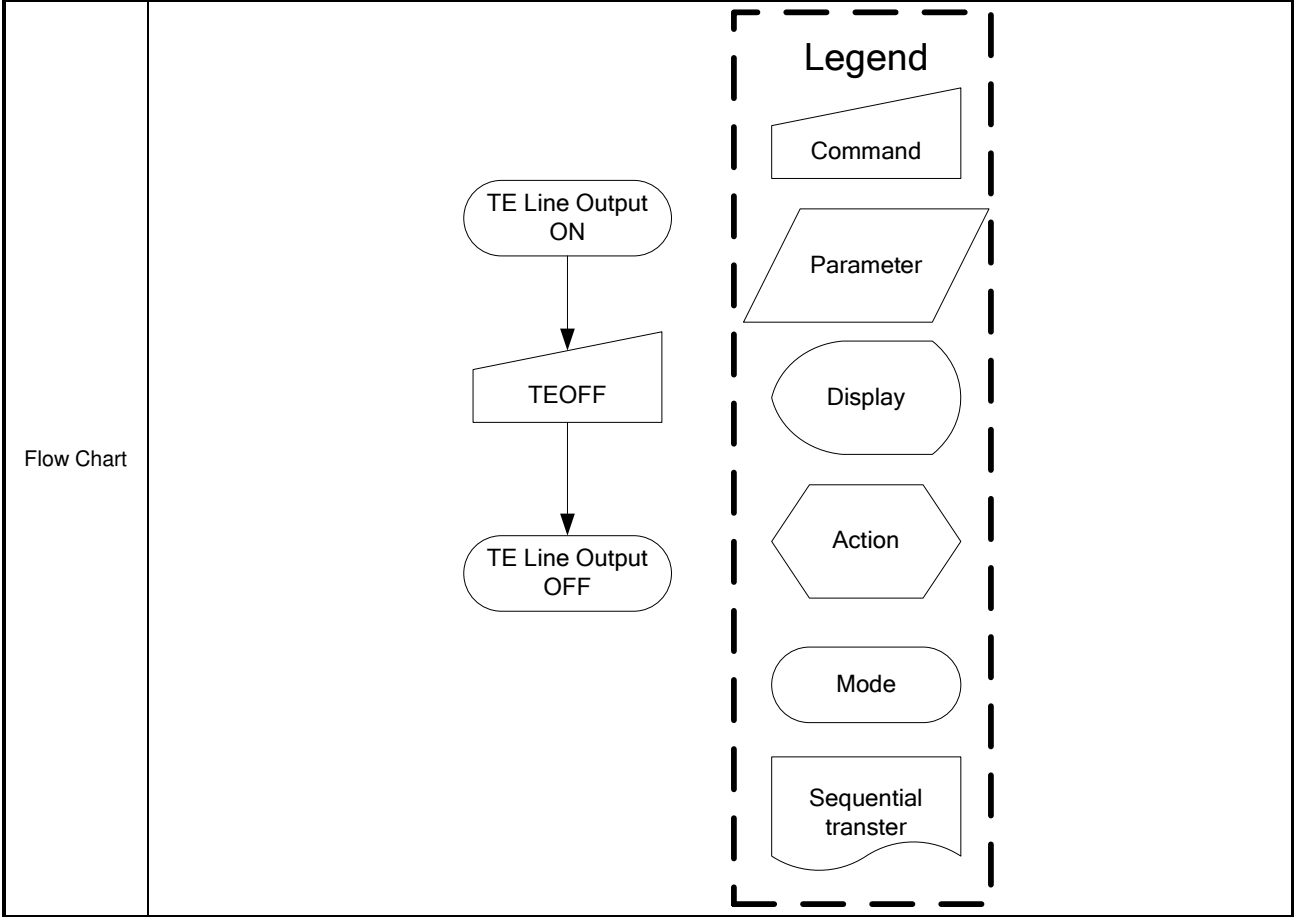 Flow Chart
TE Line Output
ON
TEOFF
TE Line Output
OFF
Legend
Command
Parameter
Display
Action
Mode
Sequential
transter